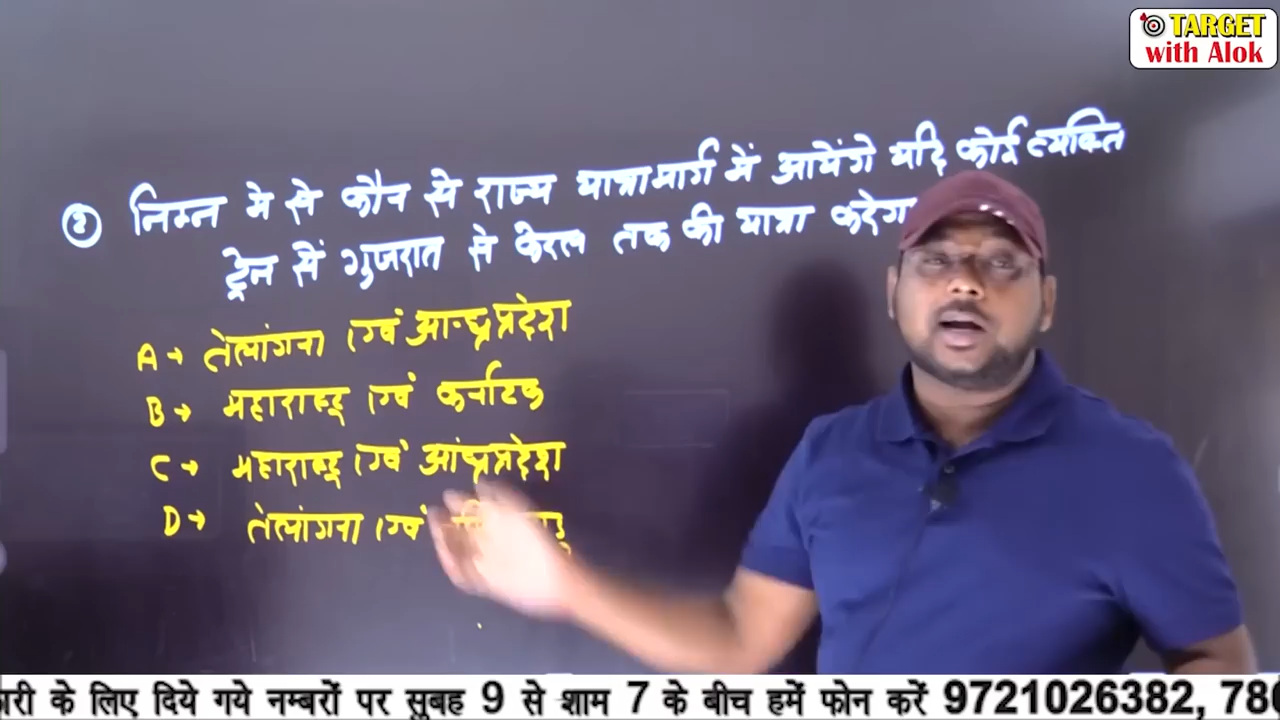 TARGET
with Alok
② निम्न मे से कौन से राज्य यात्रामार्ग में आयेंगे यदि कोई व्यक्ति
ट्रेन सें गुजरात से केरल तक की यात्रा करेगा
A → तेलांगना एवं आन्ध्रप्रदेश
B → महाराष्ट्र एवं कर्नाटक
C → महाराष्ट्र एवं आंध्रप्रदेश
D → तेलांगना एवं
के लिए दिये गये नम्बरों पर सुबह 9 से शाम 7 के बीच हमें फोन करें 9721026382,